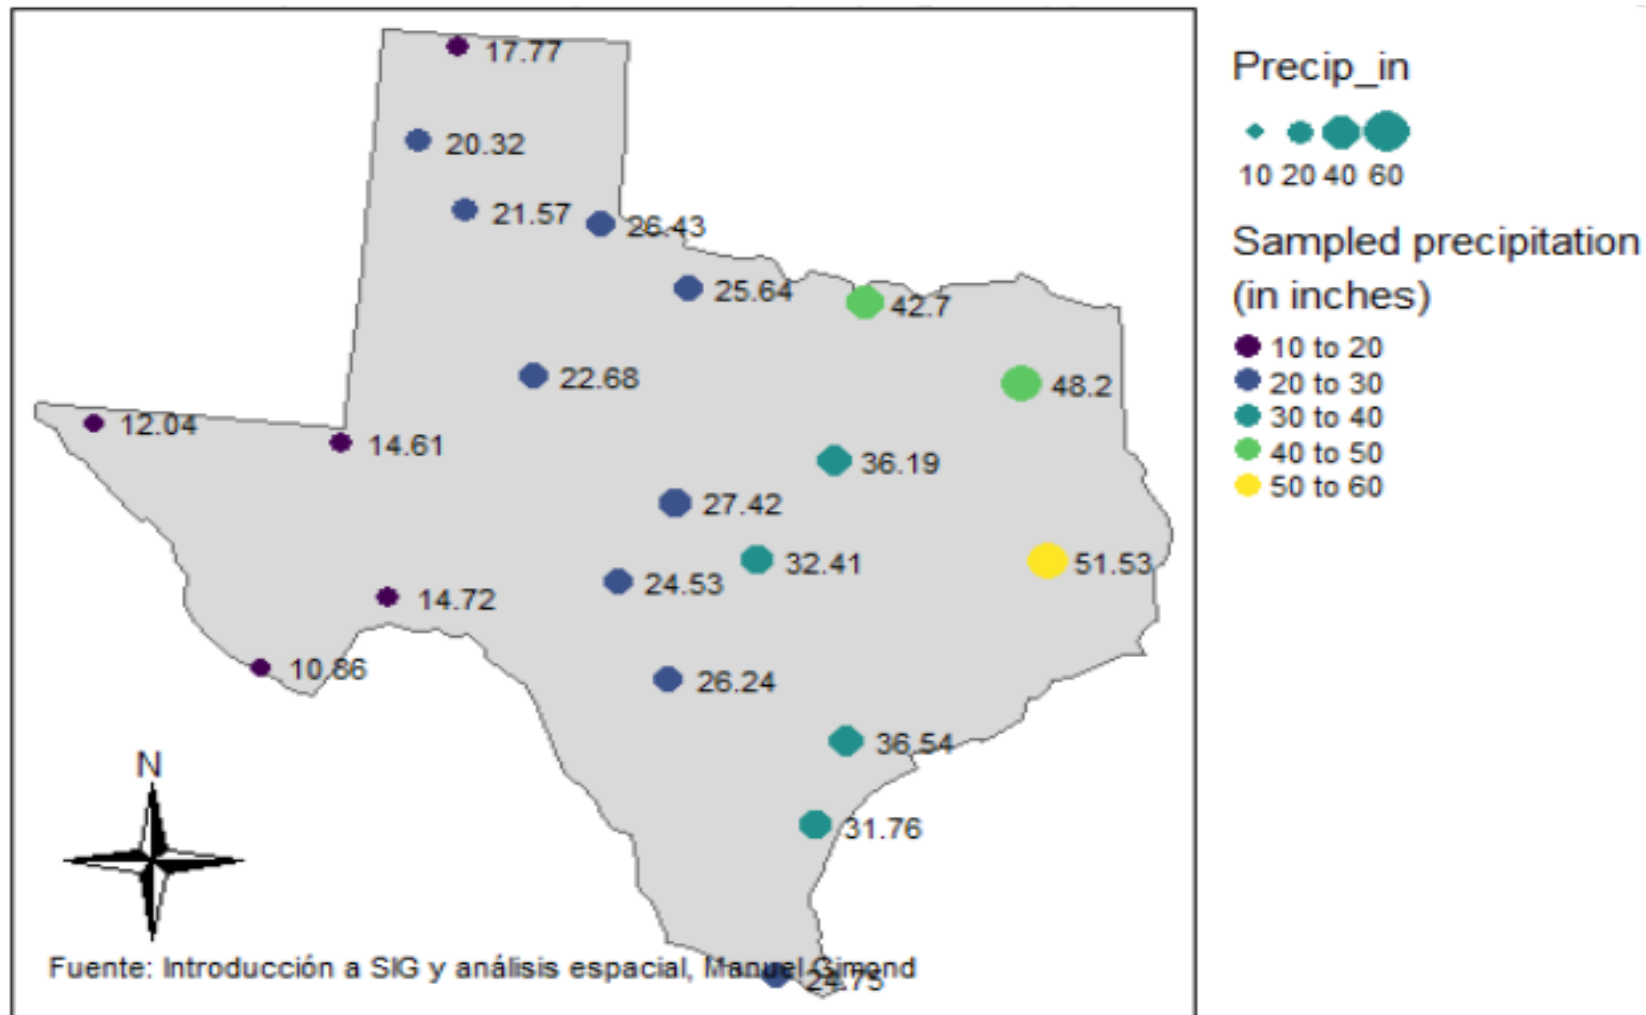 17.77
20.32
21.57
26.43
25.64
42.7
22.68
48.2
12.04
14.61
36.19
27.42
32.41
51.53
24.53
14.72
10.86
26.24
36.54
31.76
24.75
N
Fuente: Introducción a SIG y análisis espacial, Manuel Gimond
Precip_in
10 20 40 60
Sampled precipitation
(in inches)
10 to 20
20 to 30
30 to 40
40 to 50
50 to 60